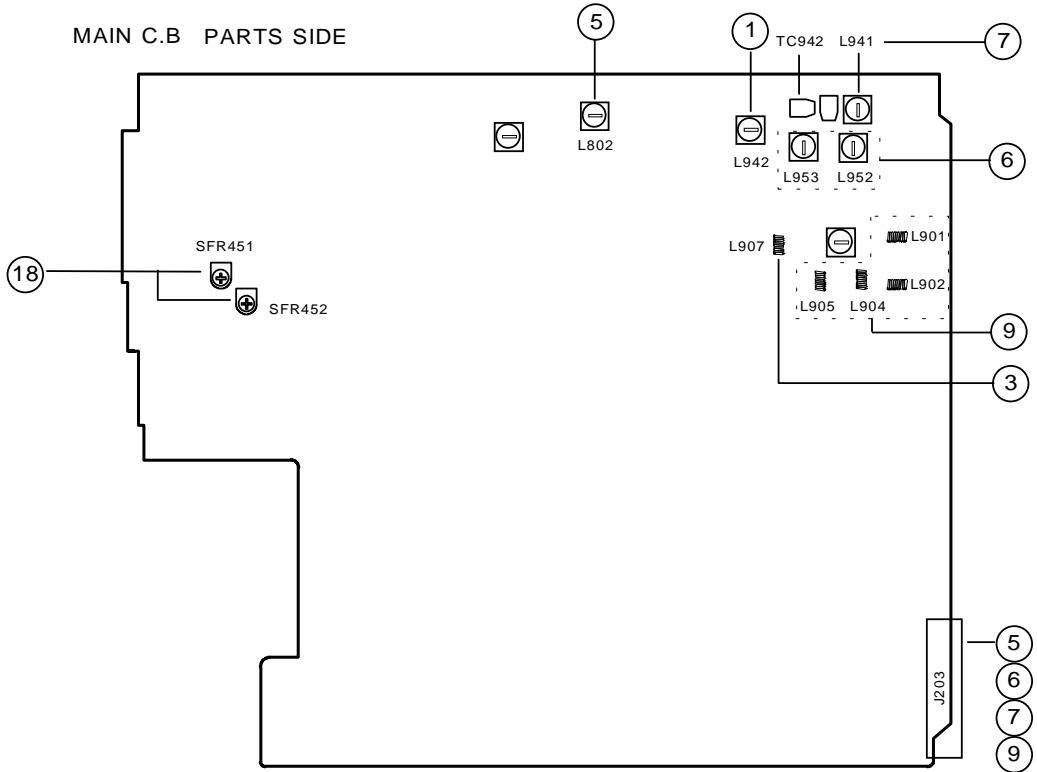 MAIN C.B PARTS SIDE
5
1
TC942 L941
7
L802
L942
L953 L952
6
SFR451
18
SFR452
L907
L901
L905 L904
L902
9
3
J203
5
6
7
9